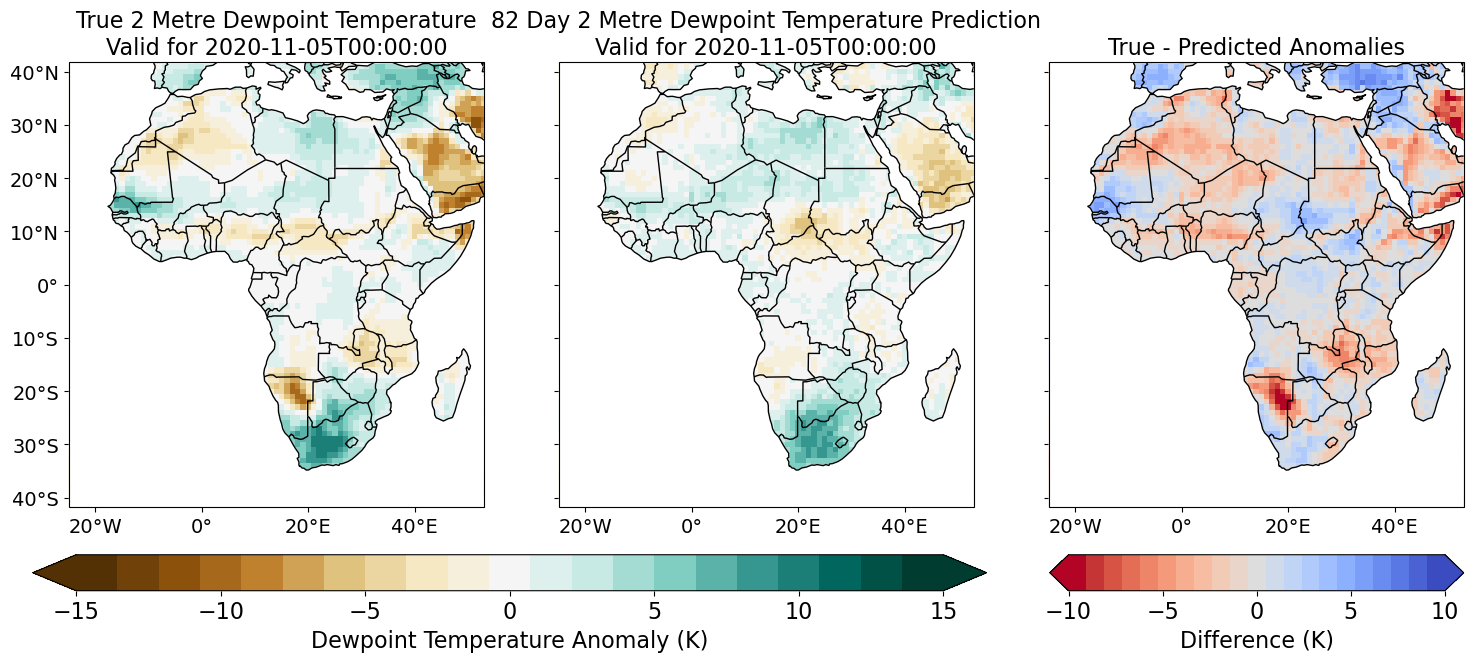 True 2 Metre Dewpoint Temperature
Valid for 2020-11-05T00:00:00
82 Day 2 Metre Dewpoint Temperature Prediction
Valid for 2020-11-05T00:00:00
True - Predicted Anomalies
40°N
30°N
20°N
10°N
0°
10°S
20°S
30°S
40°S
20°W 0° 20°E 40°E
20°W 0° 20°E 40°E
20°W 0° 20°E 40°E
−15 −10 −5 0 5 10 15
Dewpoint Temperature Anomaly (K)
−10 −5 0 5 10
Difference (K)